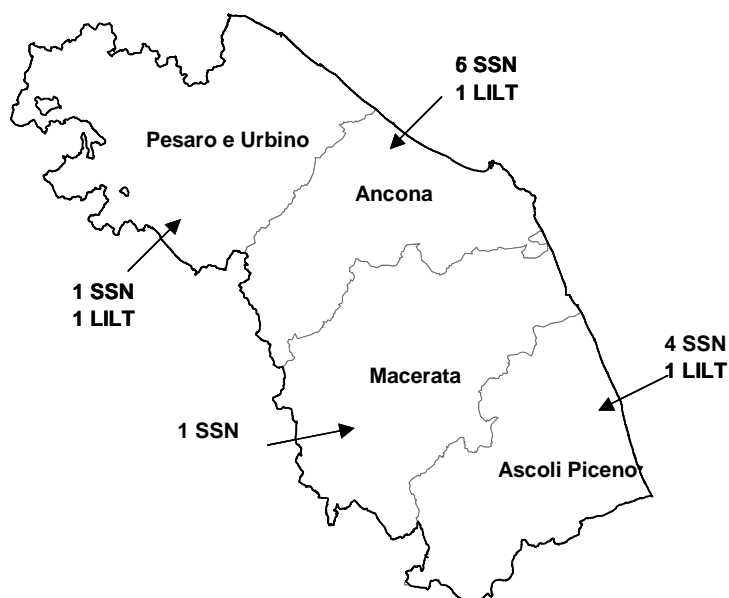 6 SSN
1 LILT
Pesaro e Urbino
Ancona
1 SSN
1 LILT
4 SSN
1 LILT
Macerata
1 SSN
Ascoli Piceno